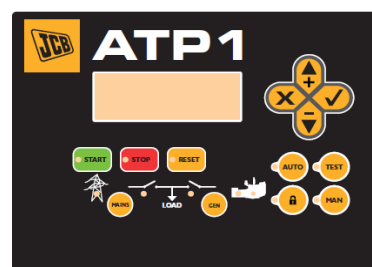 JCB
ATP1
+
X ✓
−
START STOP RESET
AUTO TEST
MAINS LOAD GEN
MAN